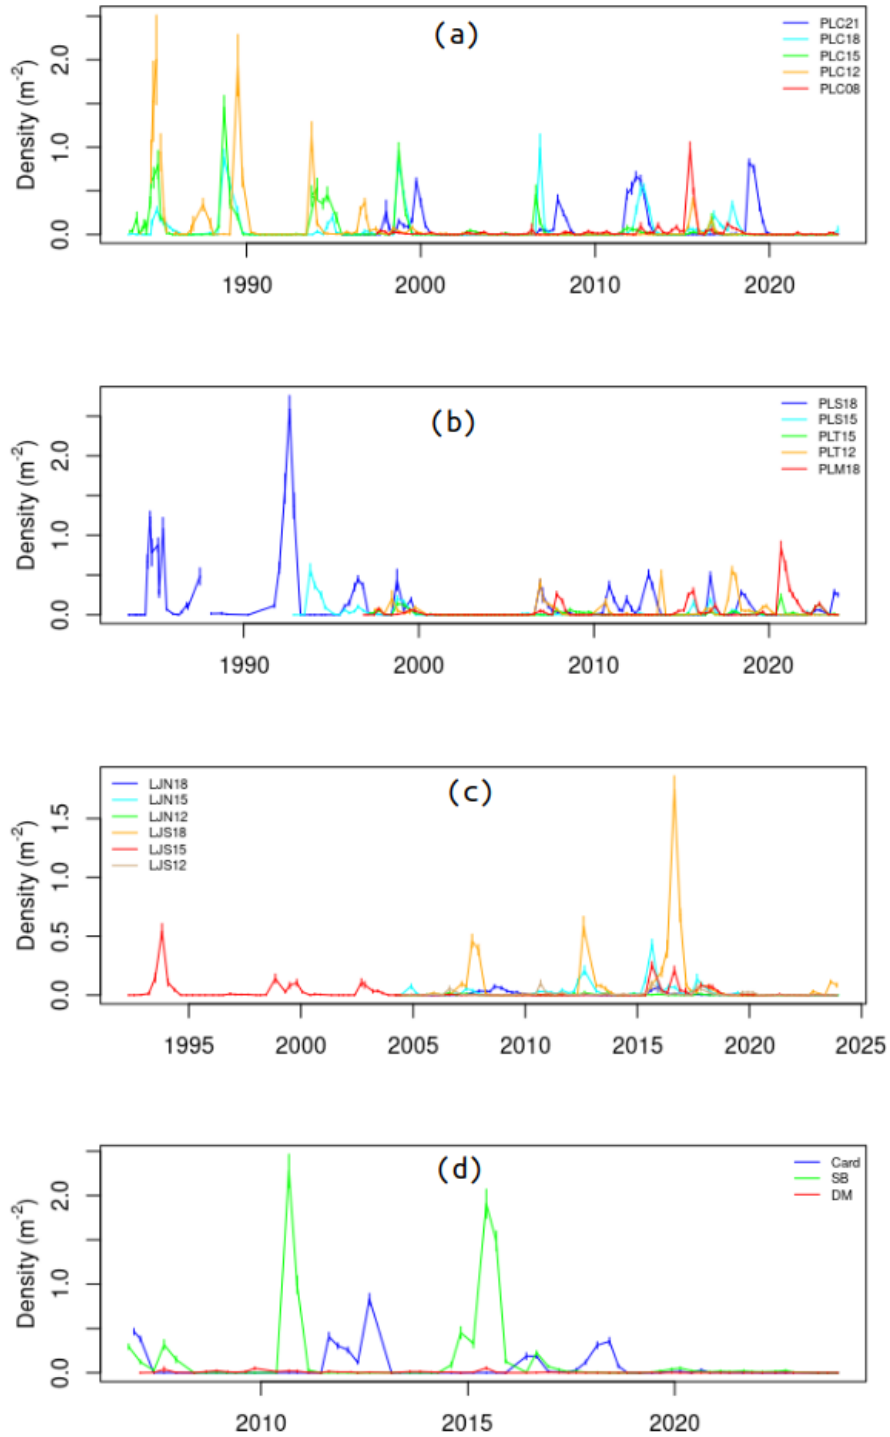 (a)
PLC21
PLC18
PLC15
PLC12
PLC08
Density (m-2)
0.0 1.0 2.0
1990 2000 2010 2020
(b)
PLS18
PLS15
PLT15
PLT12
PLM18
Density (m-2)
0.0 1.0 2.0
1990 2000 2010 2020
(c)
LJN18
LJN15
LJN12
LJS18
LJS15
LJS12
Density (m-2)
0.0 0.5 1.0 1.5
1995 2000 2005 2010 2015 2020 2025
(d)
Card
SB
DM
Density (m-2)
0.0 1.0 2.0
2010 2015 2020